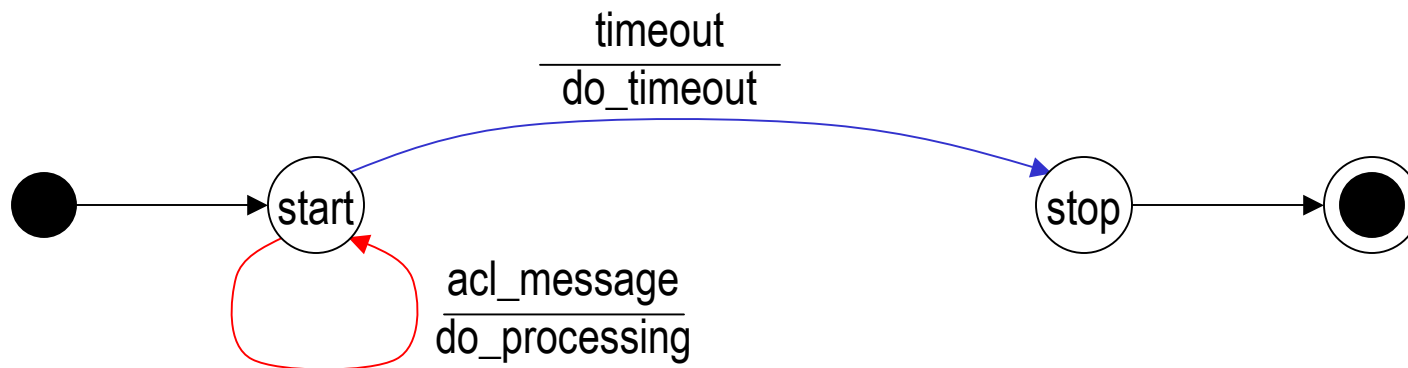 timeout
do_timeout
start
stop
acl_message
do_processing